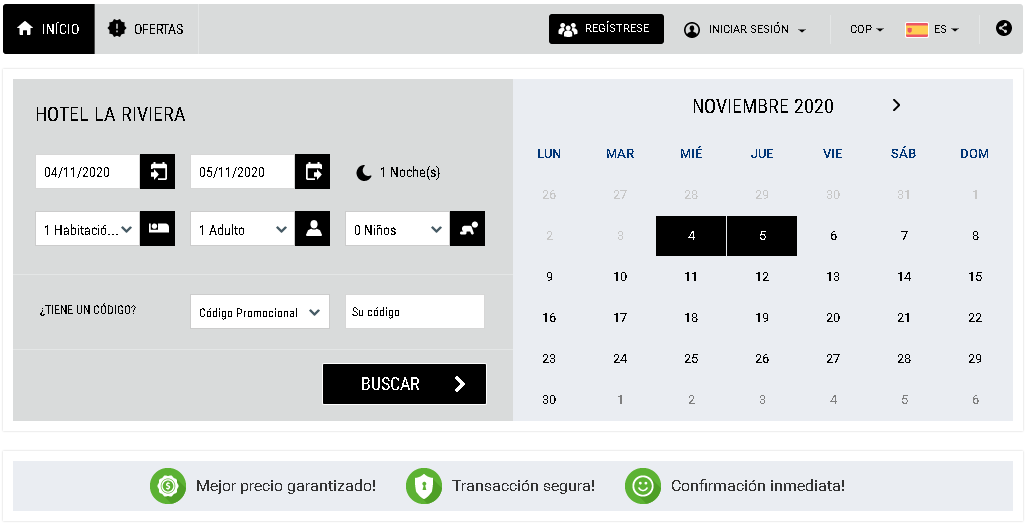 INÍCIO
OFERTAS
REGÍSTRESE
INICIAR SESIÓN
COP
ES
HOTEL LA RIVIERA
04/11/2020
05/11/2020
1 Noche(s)
1 Habitació...
1 Adulto
0 Niños
¿TIENE UN CÓDIGO?
Código Promocional
Su código
BUSCAR
NOVIEMBRE 2020
LUN MAR MIÉ JUE VIE SÁB DOM
26 27 28 29 30 31 1
2 3 4 5 6 7 8
9 10 11 12 13 14 15
16 17 18 19 20 21 22
23 24 25 26 27 28 29
30 1 2 3 4 5 6
Mejor precio garantizado!
Transacción segura!
Confirmación inmediata!